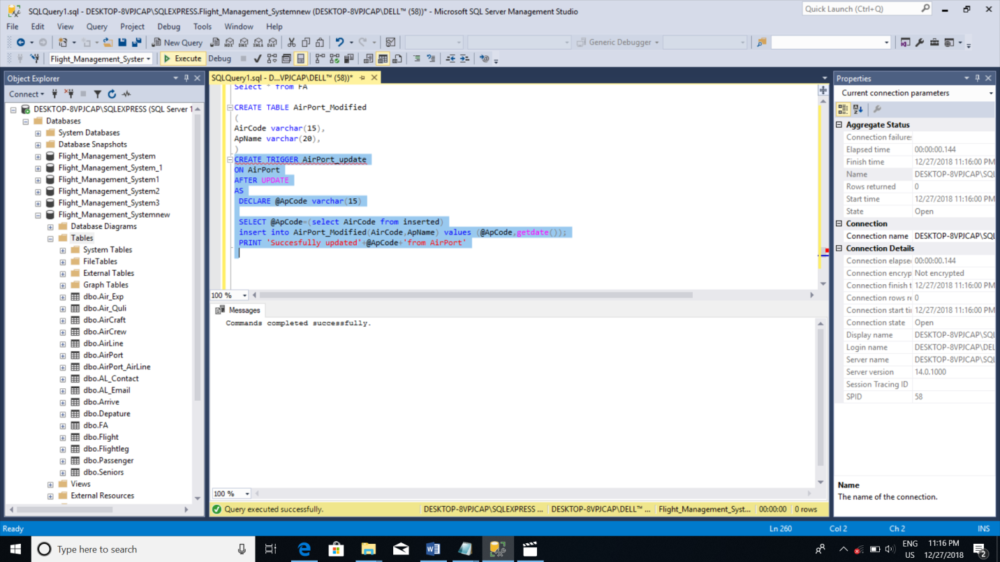 SQLQuery1.sql - DESKTOP-8VPJCAP\SQLEXPRESS.Flight_Management_Systemnew (DESKTOP-8VPJCAP\DELL™ (58))* - Microsoft SQL Server Management Studio
Quick Launch (Ctrl+Q)
File Edit View Query Project Debug Tools Window Help
New Query
MDX DMX XMLA DAX
Generic Debugger
Flight_Management_Syster
Execute Debug
Object Explorer
Connect
DESKTOP-8VPJCAP\SQLEXPRESS (SQL Server 1
Databases
System Databases
Database Snapshots
Flight_Management_System
Flight_Management_System_1
Flight_Management_System1
Flight_Management_System2
Flight_Management_System3
Flight_Management_Systemnew
Database Diagrams
Tables
System Tables
FileTables
External Tables
Graph Tables
dbo.Air_Exp
dbo.Air_Quli
dbo.AirCraft
dbo.AirCrew
dbo.AirLine
dbo.AirPort
dbo.AirPort_AirLine
dbo.AL_Contact
dbo.AL_Email
dbo.Arrive
dbo.Depature
dbo.FA
dbo.Flight
dbo.Flightleg
dbo.Passenger
dbo.Seniors
Views
External Resources
SQLQuery1.sql - D...VPJCAP\DELL™ (58))*
Select * from FA
CREATE TABLE AirPort_Modified
(
AirCode varchar(15),
ApName varchar(20),
)
CREATE TRIGGER AirPort_update
ON AirPort
AFTER UPDATE
AS
DECLARE @ApCode varchar(15)
SELECT @ApCode=(select AirCode from inserted)
insert into AirPort_Modified(AirCode,ApName) values (@ApCode,getdate());
PRINT 'Succesfully updated'+@ApCode+'from AirPort'
100 %
Messages
Commands completed successfully.
100 %
Query executed successfully.
DESKTOP-8VPJCAP\SQLEXPRESS ... DESKTOP-8VPJCAP\DELL™ ... Flight_Management_Syst... 00:00:00 0 rows
Properties
Current connection parameters
Aggregate Status
Connection failures
Elapsed time 00:00:00.144
Finish time 12/27/2018 11:16:00 PM
Name DESKTOP-8VPJCAP\SQL
Rows returned 0
Start time 12/27/2018 11:16:00 PM
State Open
Connection
Connection name DESKTOP-8VPJCAP\SQL
Connection Details
Connection elapse 00:00:00.144
Connection encryp Not encrypted
Connection finish t 12/27/2018 11:16:00 PM
Connection rows re 0
Connection start ti 12/27/2018 11:16:00 PM
Connection state Open
Display name DESKTOP-8VPJCAP\SQL
Login name DESKTOP-8VPJCAP\DEL
Server name DESKTOP-8VPJCAP\SQL
Server version 14.0.1000
Session Tracing ID
SPID 58
Name
The name of the connection.
Ready
Ln 260 Col 2 Ch 2 INS
Type here to search
ENG
US
11:16 PM
12/27/2018
2